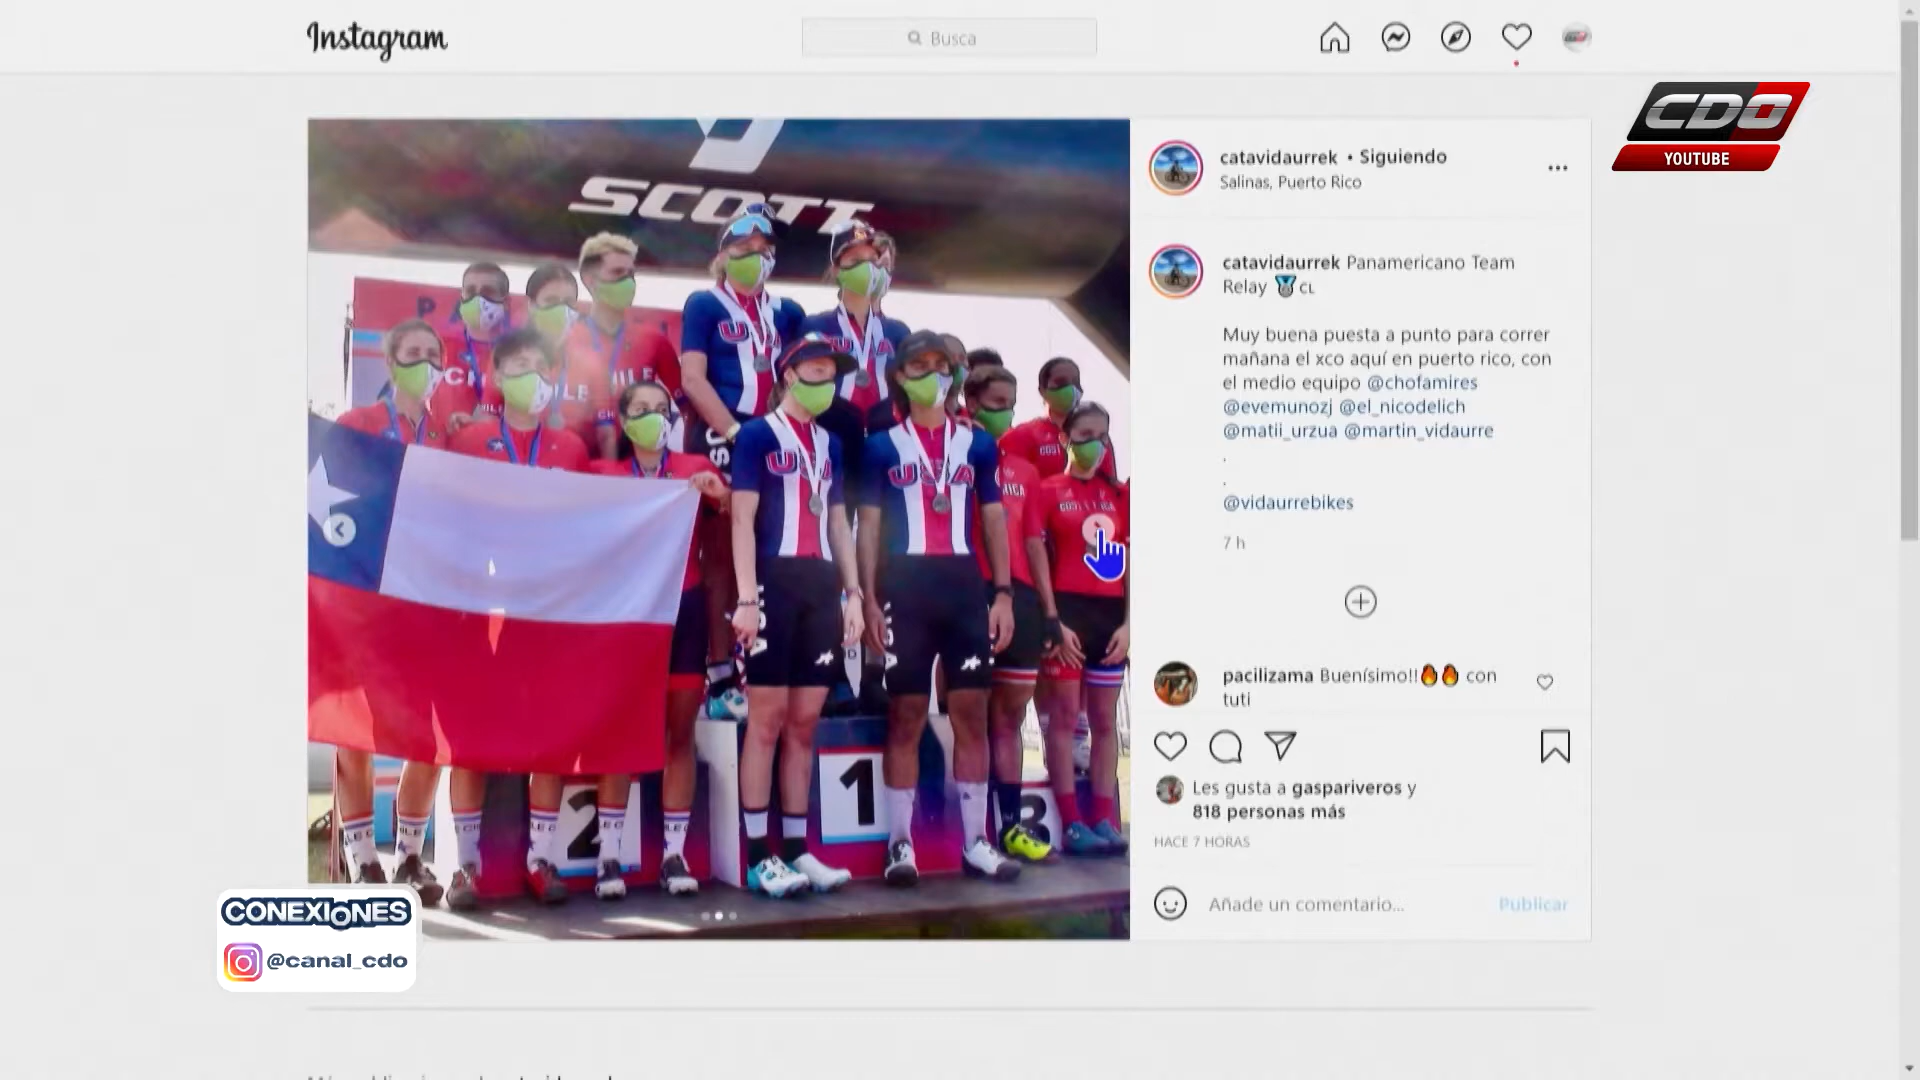 Instagram
Busca
CDO
YOUTUBE
SCOTT
catavidaurrek • Siguiendo
Salinas, Puerto Rico
catavidaurrek Panamericano Team
Relay 🥈 CL
Muy buena puesta a punto para correr
mañana el xco aquí en puerto rico, con
el medio equipo @chofamires
@evemunozj @el_nicodelich
@matii_urzua @martin_vidaurre
.
.
@vidaurrebikes
7 h
pacilizama Buenísimo!!🔥🔥 con
tuti
Les gusta a gaspariveros y
818 personas más
HACE 7 HORAS
Añade un comentario...
Publicar
USA
USA
USA
USA
2
1
3
CONEXIONES
@canal_cdo